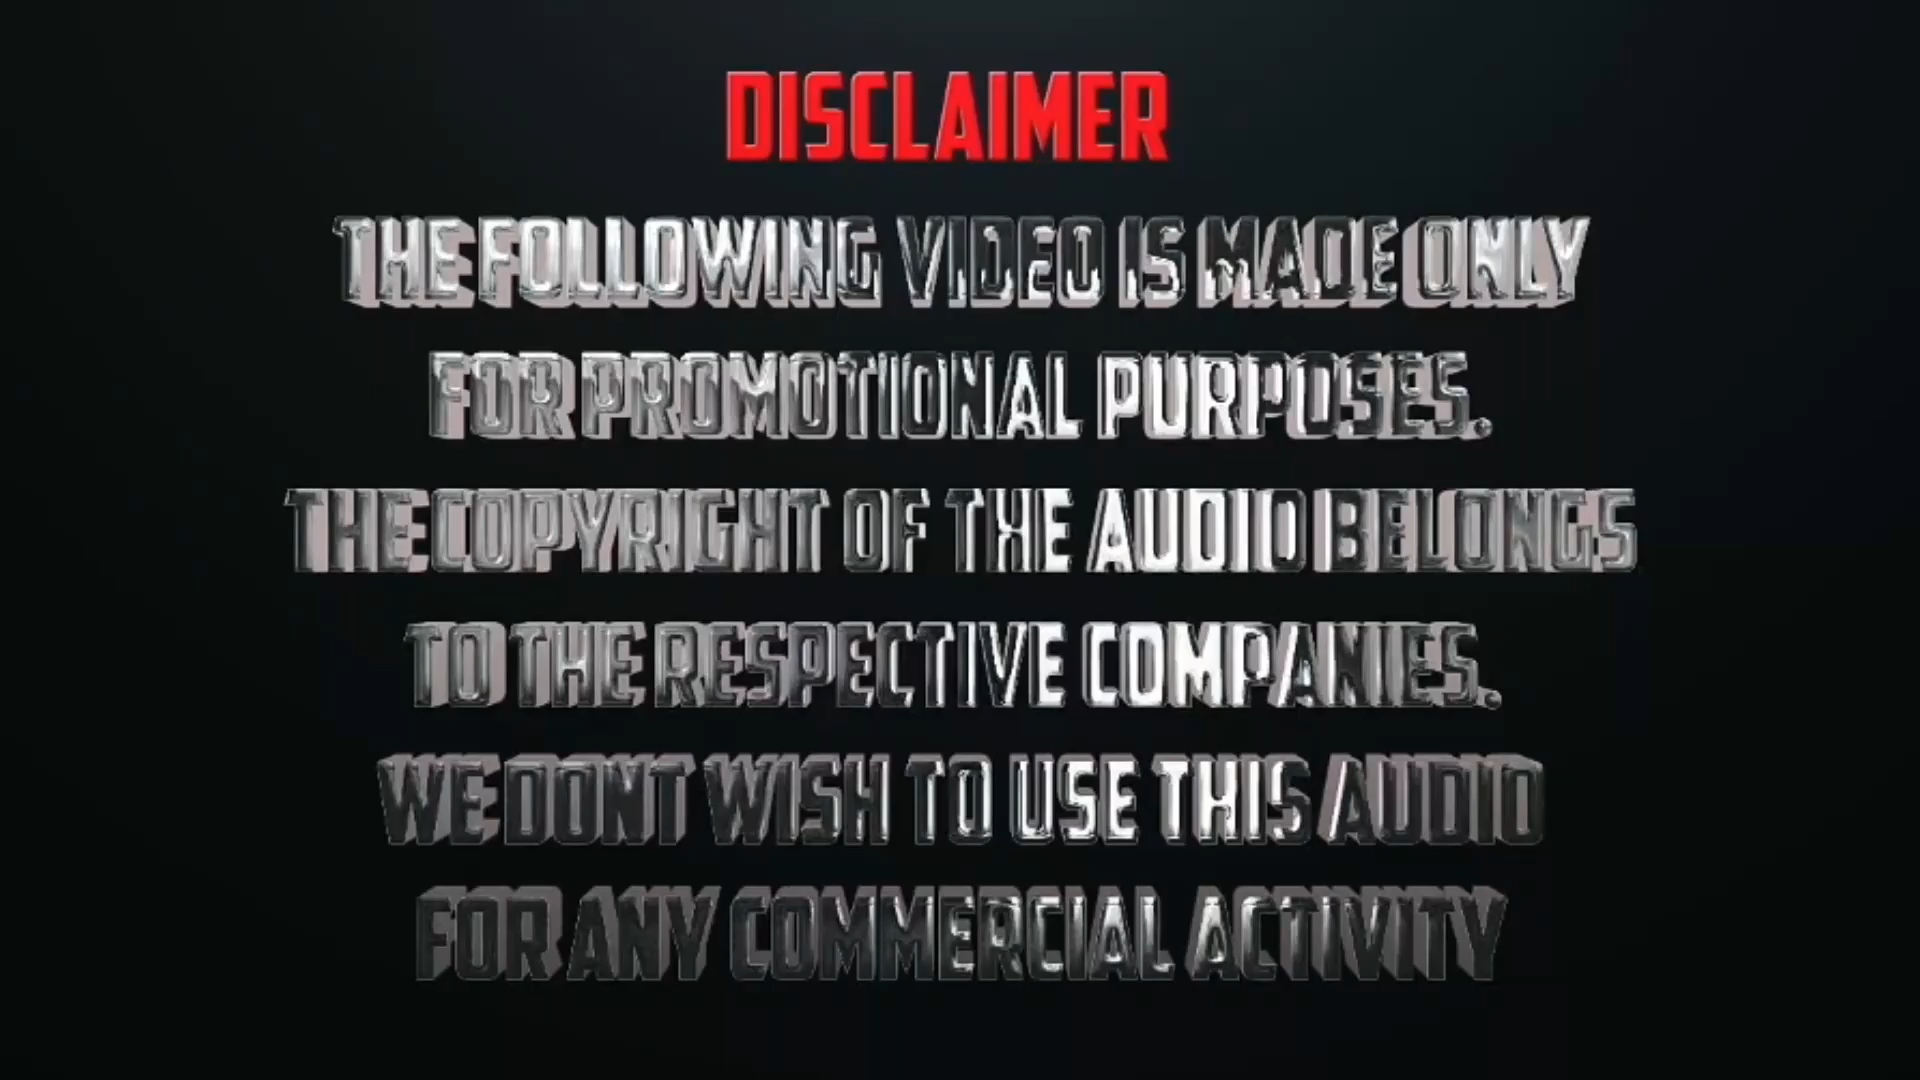 DISCLAIMER
THE FOLLOWING VIDEO IS MADE ONLY
FOR PROMOTIONAL PURPOSES.
THE COPYRIGHT OF THE AUDIO BELONGS
TO THE RESPECTIVE COMPANIES.
WE DONT WISH TO USE THIS AUDIO
FOR ANY COMMERCIAL ACTIVITY